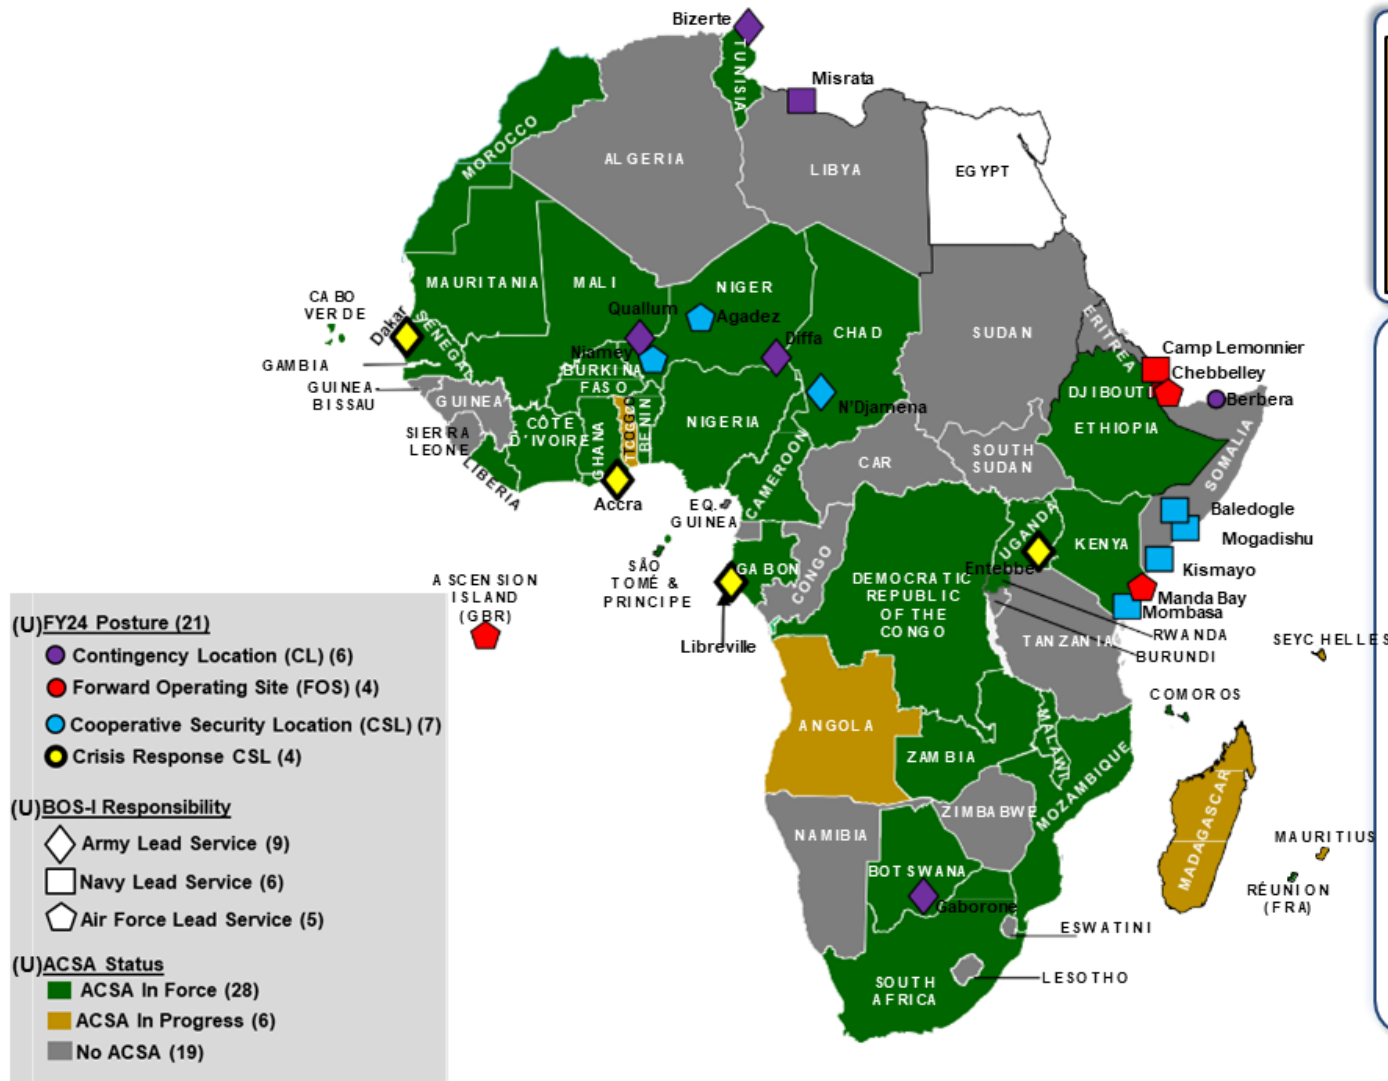 Bizerte
TUNISIA
Misrata
MOROCCO
ALGERIA
LIBYA
EGYPT
MAURITANIA
MALI
NIGER
CABO
VERDE
Dakar
SENEGAL
Quallum
Agadez
CHAD
SUDAN
ERITREA
Diffa
Niamey
BURKINA
FASO
Camp Lemonnier
Chebbelley
DJIBOUTI
Berbera
GAMBIA
GUINEA-
BISSAU
GUINEA
N'Djamena
ETHIOPIA
SIERRA
LEONE
CÔTE
D'IVOIRE
GHANA
BENIN
NIGERIA
CAMEROON
CAR
SOUTH
SUDAN
SOMALIA
LIBERIA
Accra
EQ.
GUINEA
Baledogle
Mogadishu
UGANDA
KENYA
Kismayo
SÃO
TOMÉ &
PRINCIPE
GABON
CONGO
Entebbe
DEMOCRATIC
REPUBLIC
OF THE
CONGO
Manda Bay
Mombasa
ASCENSION
ISLAND
(GBR)
Libreville
TANZANIA
RWANDA
BURUNDI
SEYCHELLES
COMOROS
ANGOLA
ZAMBIA
MALAWI
MOZAMBIQUE
ZIMBABWE
MADAGASCAR
NAMIBIA
MAURITIUS
BOTSWANA
Gaborone
RÉUNION
(FRA)
ESWATINI
LESOTHO
SOUTH
AFRICA
(U)FY24 Posture (21)
Contingency Location (CL) (6)
Forward Operating Site (FOS) (4)
Cooperative Security Location (CSL) (7)
Crisis Response CSL (4)
(U)BOS-I Responsibility
Army Lead Service (9)
Navy Lead Service (6)
Air Force Lead Service (5)
(U)ACSA Status
ACSA In Force (28)
ACSA In Progress (6)
No ACSA (19)